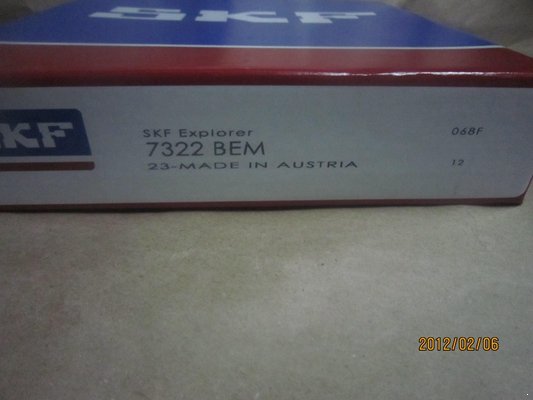 SKF
SKF
SKF Explorer
7322 BEM
23-MADE IN AUSTRIA
068F
12
2012/02/06